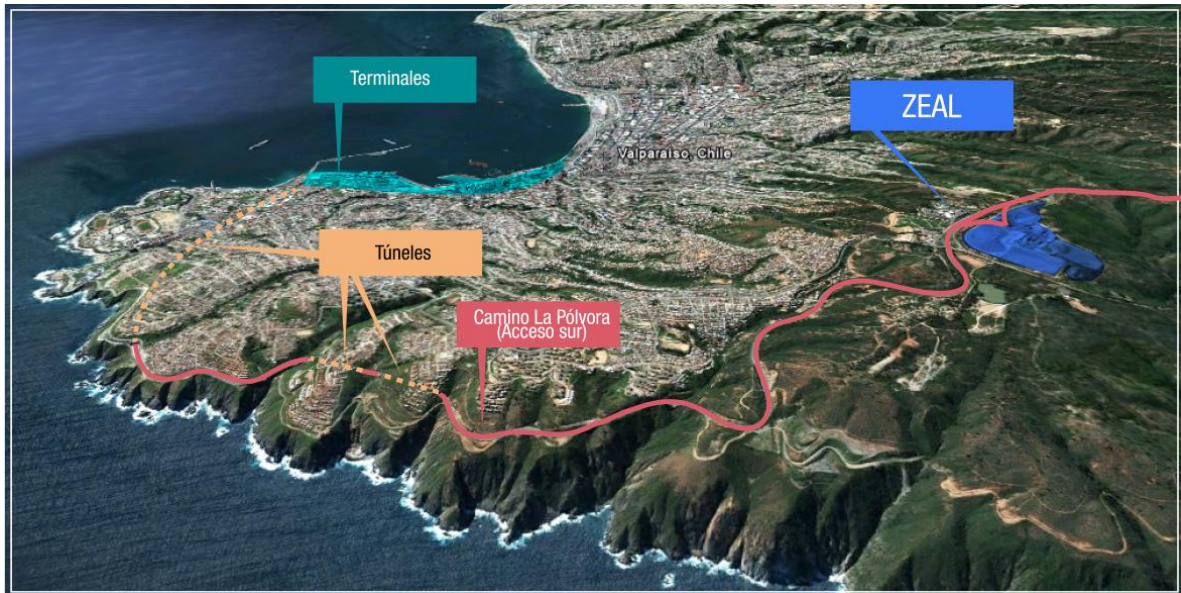 Terminales
ZEAL
Valparaíso, Chile
Túneles
Camino La Pólvora
(Acceso sur)